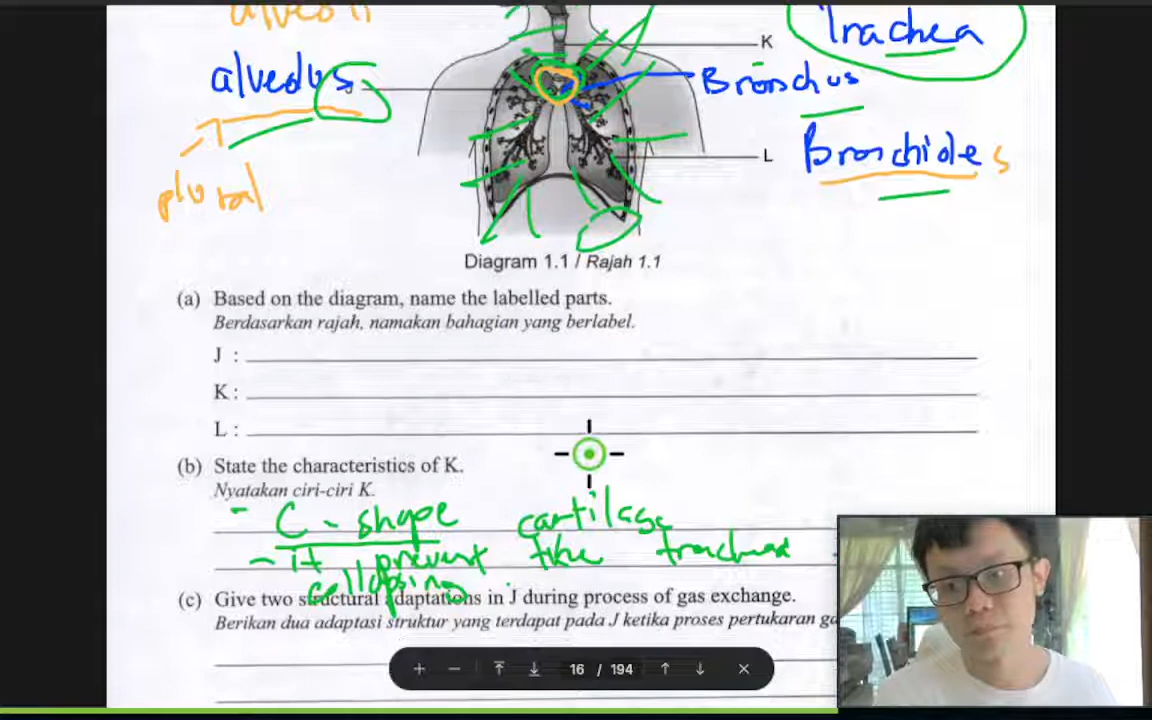 alveoli
Trachea
K
alveolus
Bronchus
L
Bronchioles
plural
Diagram 1.1 / Rajah 1.1
(a) Based on the diagram, name the labelled parts.
Berdasarkan rajah, namakan bahagian yang berlabel.
J :
K :
L :
(b) State the characteristics of K.
Nyatakan ciri-ciri K.
- C - shape cartilage
- it prevent the trachea
collapsing
(c) Give two structural adaptations in J during process of gas exchange.
Berikan dua adaptasi struktur yang terdapat pada J ketika proses pertukaran ga
16 / 194